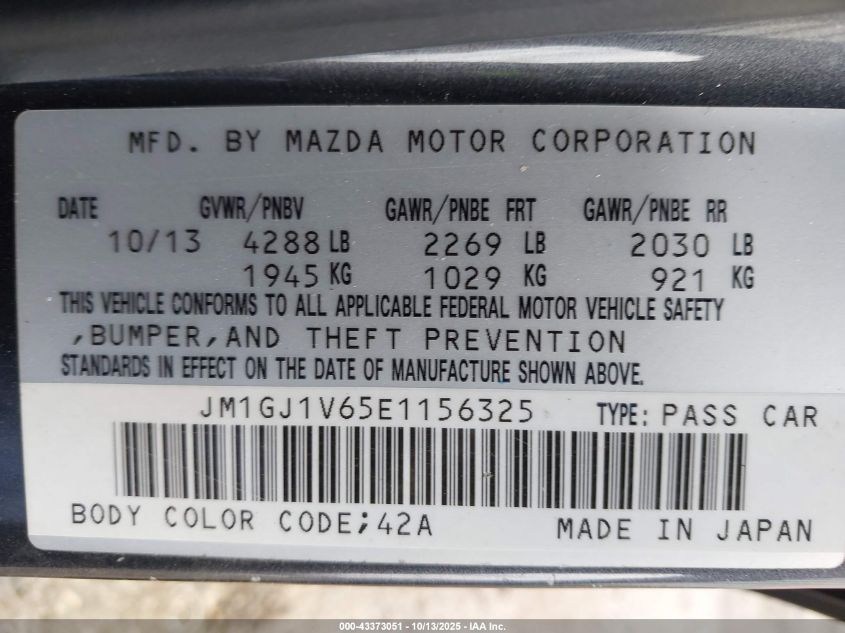 MFD. BY MAZDA MOTOR CORPORATION
DATE GVWR/PNBV GAWR/PNBE FRT GAWR/PNBE RR
10/13 4288 LB 2269 LB 2030 LB
1945 KG 1029 KG 921 KG
THIS VEHICLE CONFORMS TO ALL APPLICABLE FEDERAL MOTOR VEHICLE SAFETY
,BUMPER,AND THEFT PREVENTION
STANDARDS IN EFFECT ON THE DATE OF MANUFACTURE SHOWN ABOVE.
JM1GJ1V65E1156325 TYPE: PASS CAR
BODY COLOR CODE;42A MADE IN JAPAN
000-43373051 | 10/13/2025 - IAA Inc.